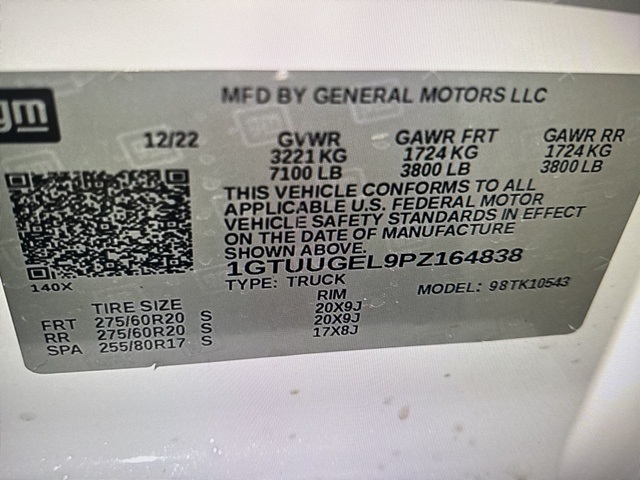 gm
MFD BY GENERAL MOTORS LLC
12/22 GVWR GAWR FRT GAWR RR
3221 KG 1724 KG 1724 KG
7100 LB 3800 LB 3800 LB
THIS VEHICLE CONFORMS TO ALL
APPLICABLE U.S. FEDERAL MOTOR
VEHICLE SAFETY STANDARDS IN EFFECT
ON THE DATE OF MANUFACTURE
SHOWN ABOVE.
1GTUUGEL9PZ164838
140X
TYPE: TRUCK MODEL: 98TK10543
TIRE SIZE RIM
FRT 275/60R20 S 20X9J
RR 275/60R20 S 20X9J
SPA 255/80R17 S 17X8J